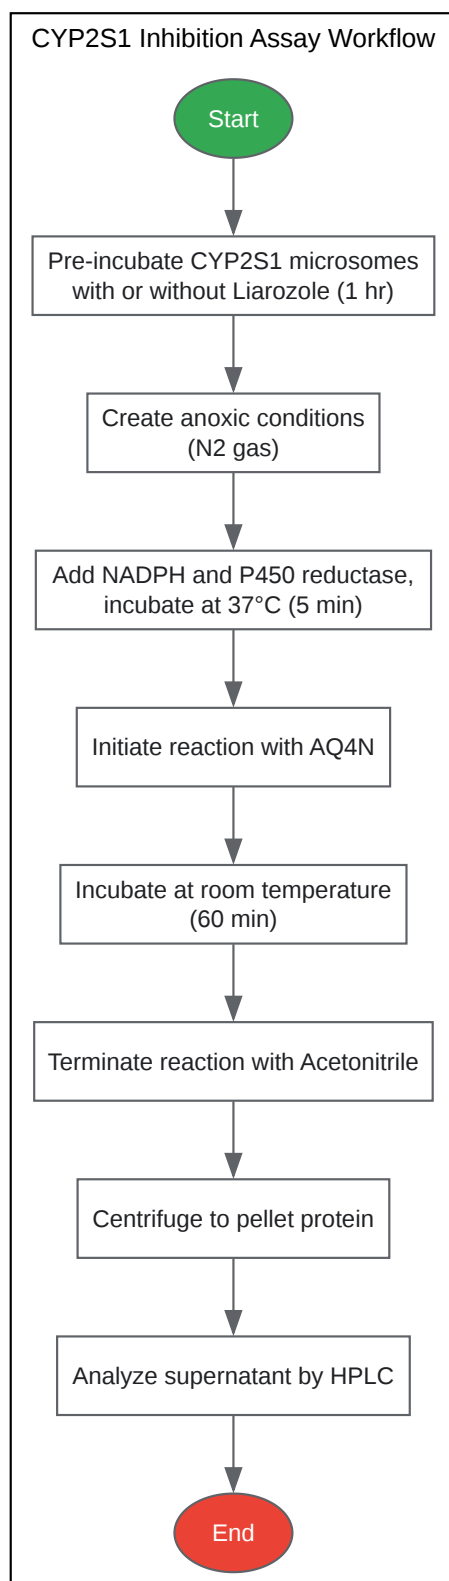 CYP2S1 Inhibition Assay Workflow
Start
Pre-incubate CYP2S1 microsomes
with or without Liarozole (1 hr)
Create anoxic conditions
(N2 gas)
Add NADPH and P450 reductase,
incubate at 37°C (5 min)
Initiate reaction with AQ4N
Incubate at room temperature
(60 min)
Terminate reaction with Acetonitrile
Centrifuge to pellet protein
Analyze supernatant by HPLC
End